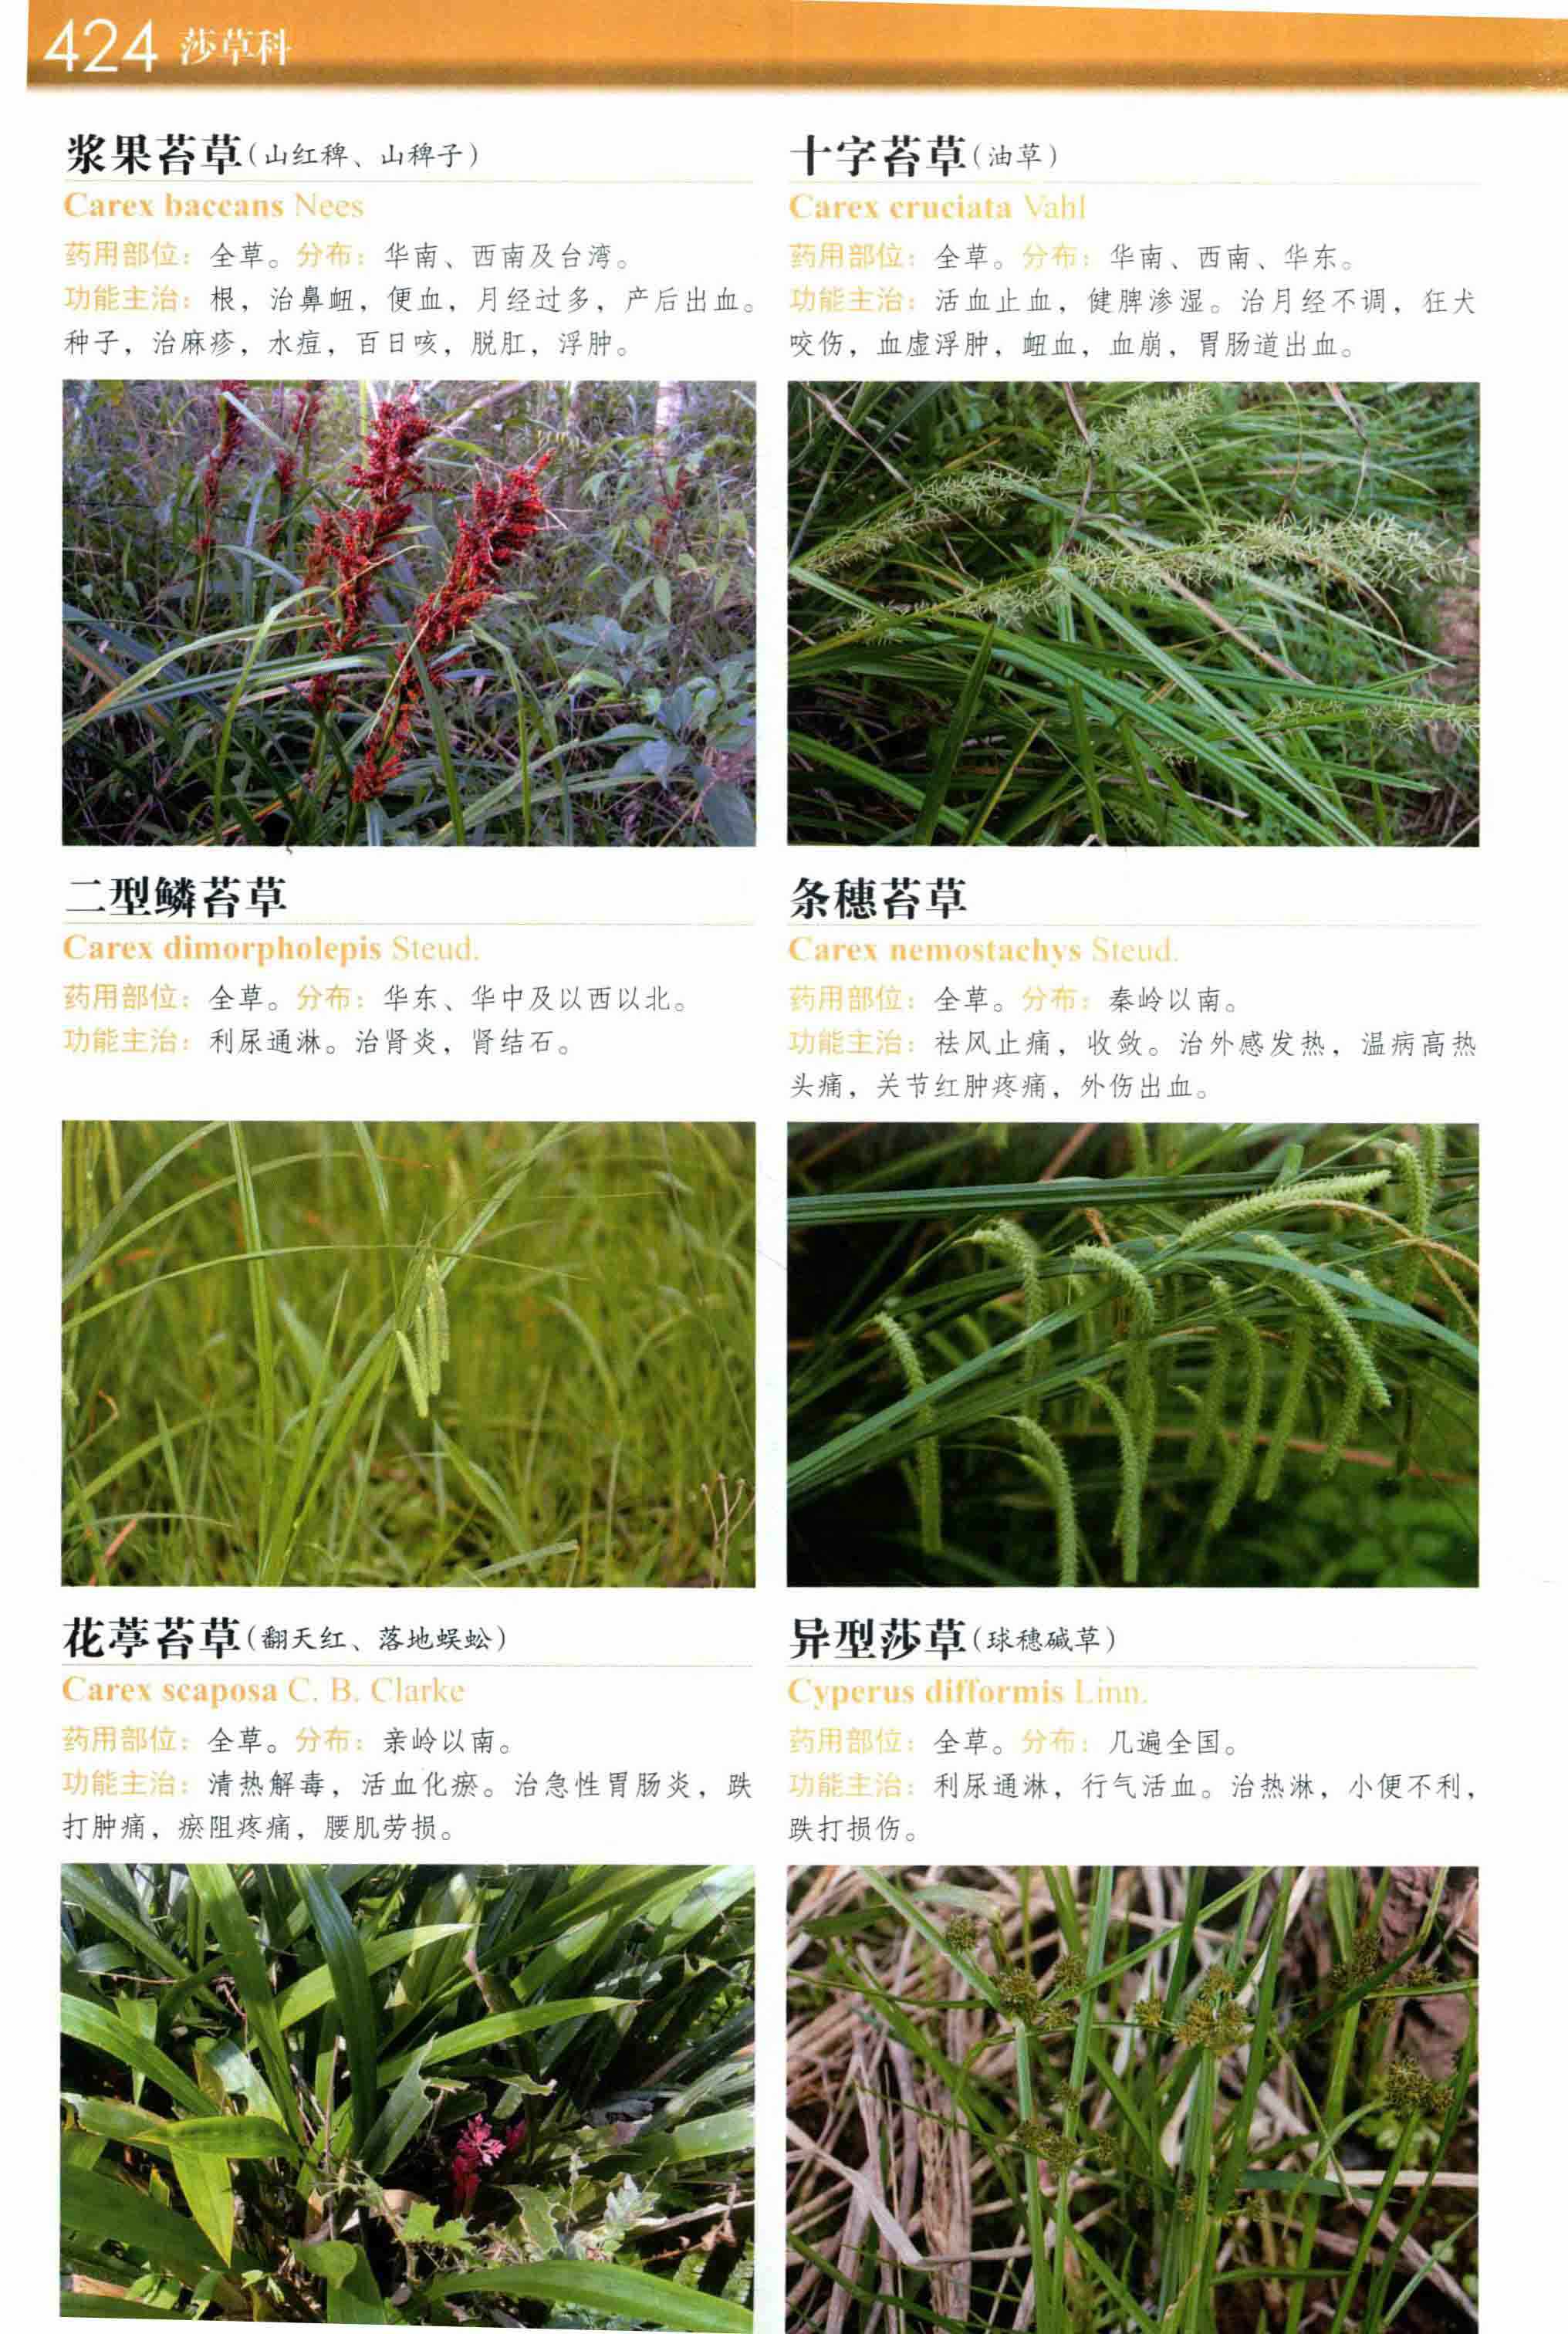 424 莎草科
浆果苔草(山红稗、山稗子)
Carex baccans Nees
药用部位：全草。分布：华南、西南及台湾。
功能主治：根，治鼻衄，便血，月经过多，产后出血。
种子，治麻疹，水痘，百日咳，脱肛，浮肿。
十字苔草(油草)
Carex cruciata Vahl
药用部位：全草。分布：华南、西南、华东。
功能主治：活血止血，健脾渗湿。治月经不调，狂犬
咬伤，血虚浮肿，衄血，血崩，胃肠道出血。
二型鳞苔草
Carex dimorpholepis Steud.
药用部位：全草。分布：华东、华中及以西以北。
功能主治：利尿通淋。治肾炎，肾结石。
条穗苔草
Carex nemostachys Steud.
药用部位：全草。分布：秦岭以南。
功能主治：祛风止痛，收敛。治外感发热，温病高热
头痛，关节红肿疼痛，外伤出血。
花葶苔草(翻天红、落地蜈蚣)
Carex scaposa C. B. Clarke
药用部位：全草。分布：亲岭以南。
功能主治：清热解毒，活血化瘀。治急性胃肠炎，跌
打肿痛，瘀阻疼痛，腰肌劳损。
异型莎草(球穗碱草)
Cyperus difformis Linn.
药用部位：全草。分布：几遍全国。
功能主治：利尿通淋，行气活血。治热淋，小便不利，
跌打损伤。